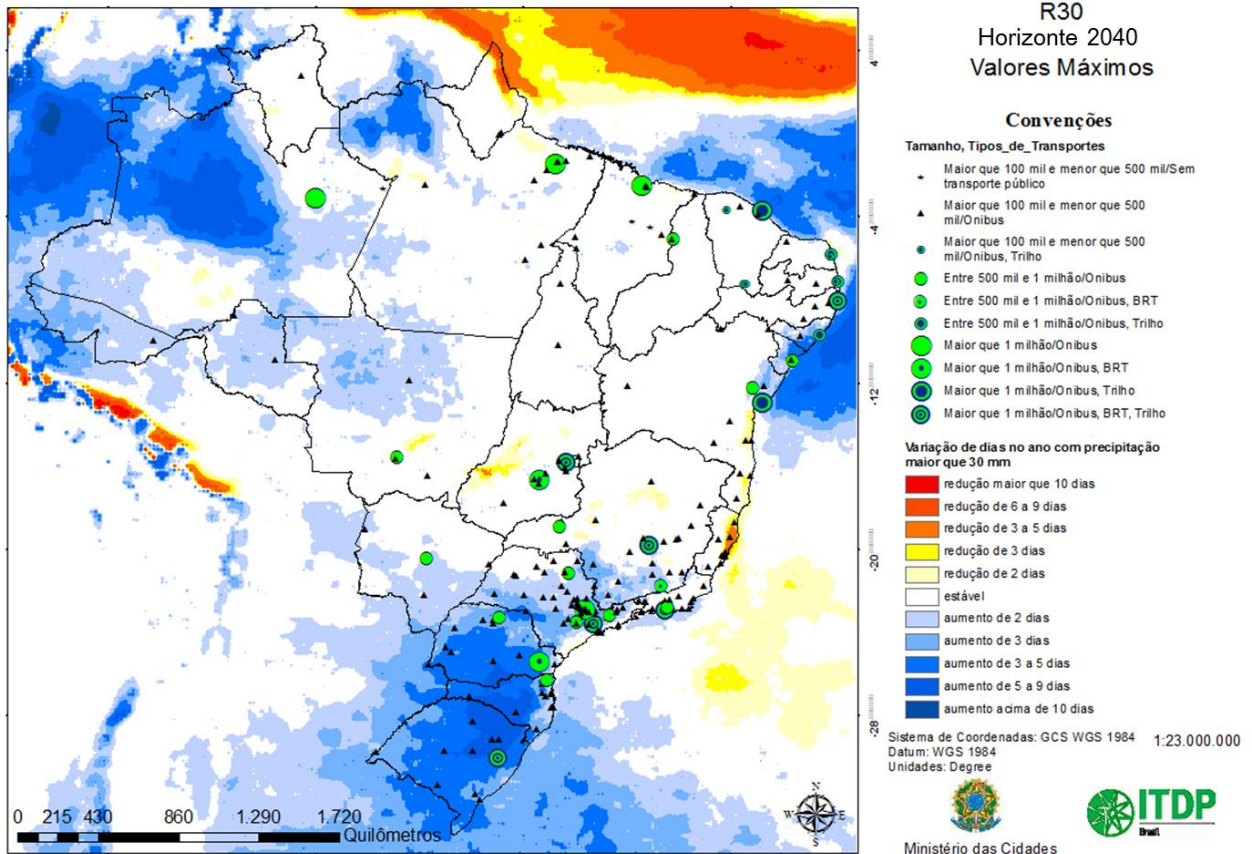 R30
Horizonte 2040
Valores Máximos
Convenções
Tamanho, Tipos_de_Transportes
Maior que 100 mil e menor que 500 mil/Sem
transporte público
Maior que 100 mil e menor que 500
mil/Onibus
Maior que 100 mil e menor que 500
mil/Onibus, Trilho
Entre 500 mil e 1 milhão/Onibus
Entre 500 mil e 1 milhão/Onibus, BRT
Entre 500 mil e 1 milhão/Onibus, Trilho
Maior que 1 milhão/Onibus
Maior que 1 milhão/Onibus, BRT
Maior que 1 milhão/Onibus, Trilho
Maior que 1 milhão/Onibus, BRT, Trilho
Variação de dias no ano com precipitação
maior que 30 mm
redução maior que 10 dias
redução de 6 a 9 dias
redução de 3 a 5 dias
redução de 3 dias
redução de 2 dias
estável
aumento de 2 dias
aumento de 3 dias
aumento de 3 a 5 dias
aumento de 5 a 9 dias
aumento acima de 10 dias
Sistema de Coordenadas: GCS WGS 1984 1:23.000.000
Datum: WGS 1984
Unidades: Degree
Ministério das Cidades
ITDP
Brasil
0 215 430 860 1.290 1.720
Quilômetros
N
W E
S
4
-4
-12
-20
-28